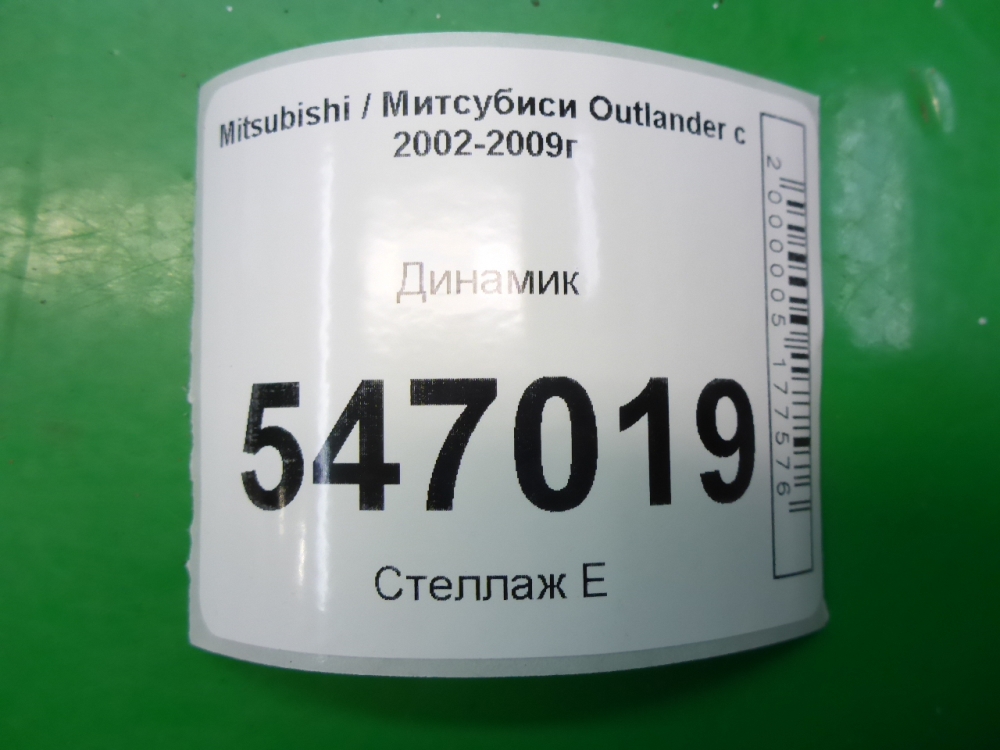 Mitsubishi / Митсубиси Outlander с
2002-2009г
Динамик
547019
Стеллаж Е
2000005177576